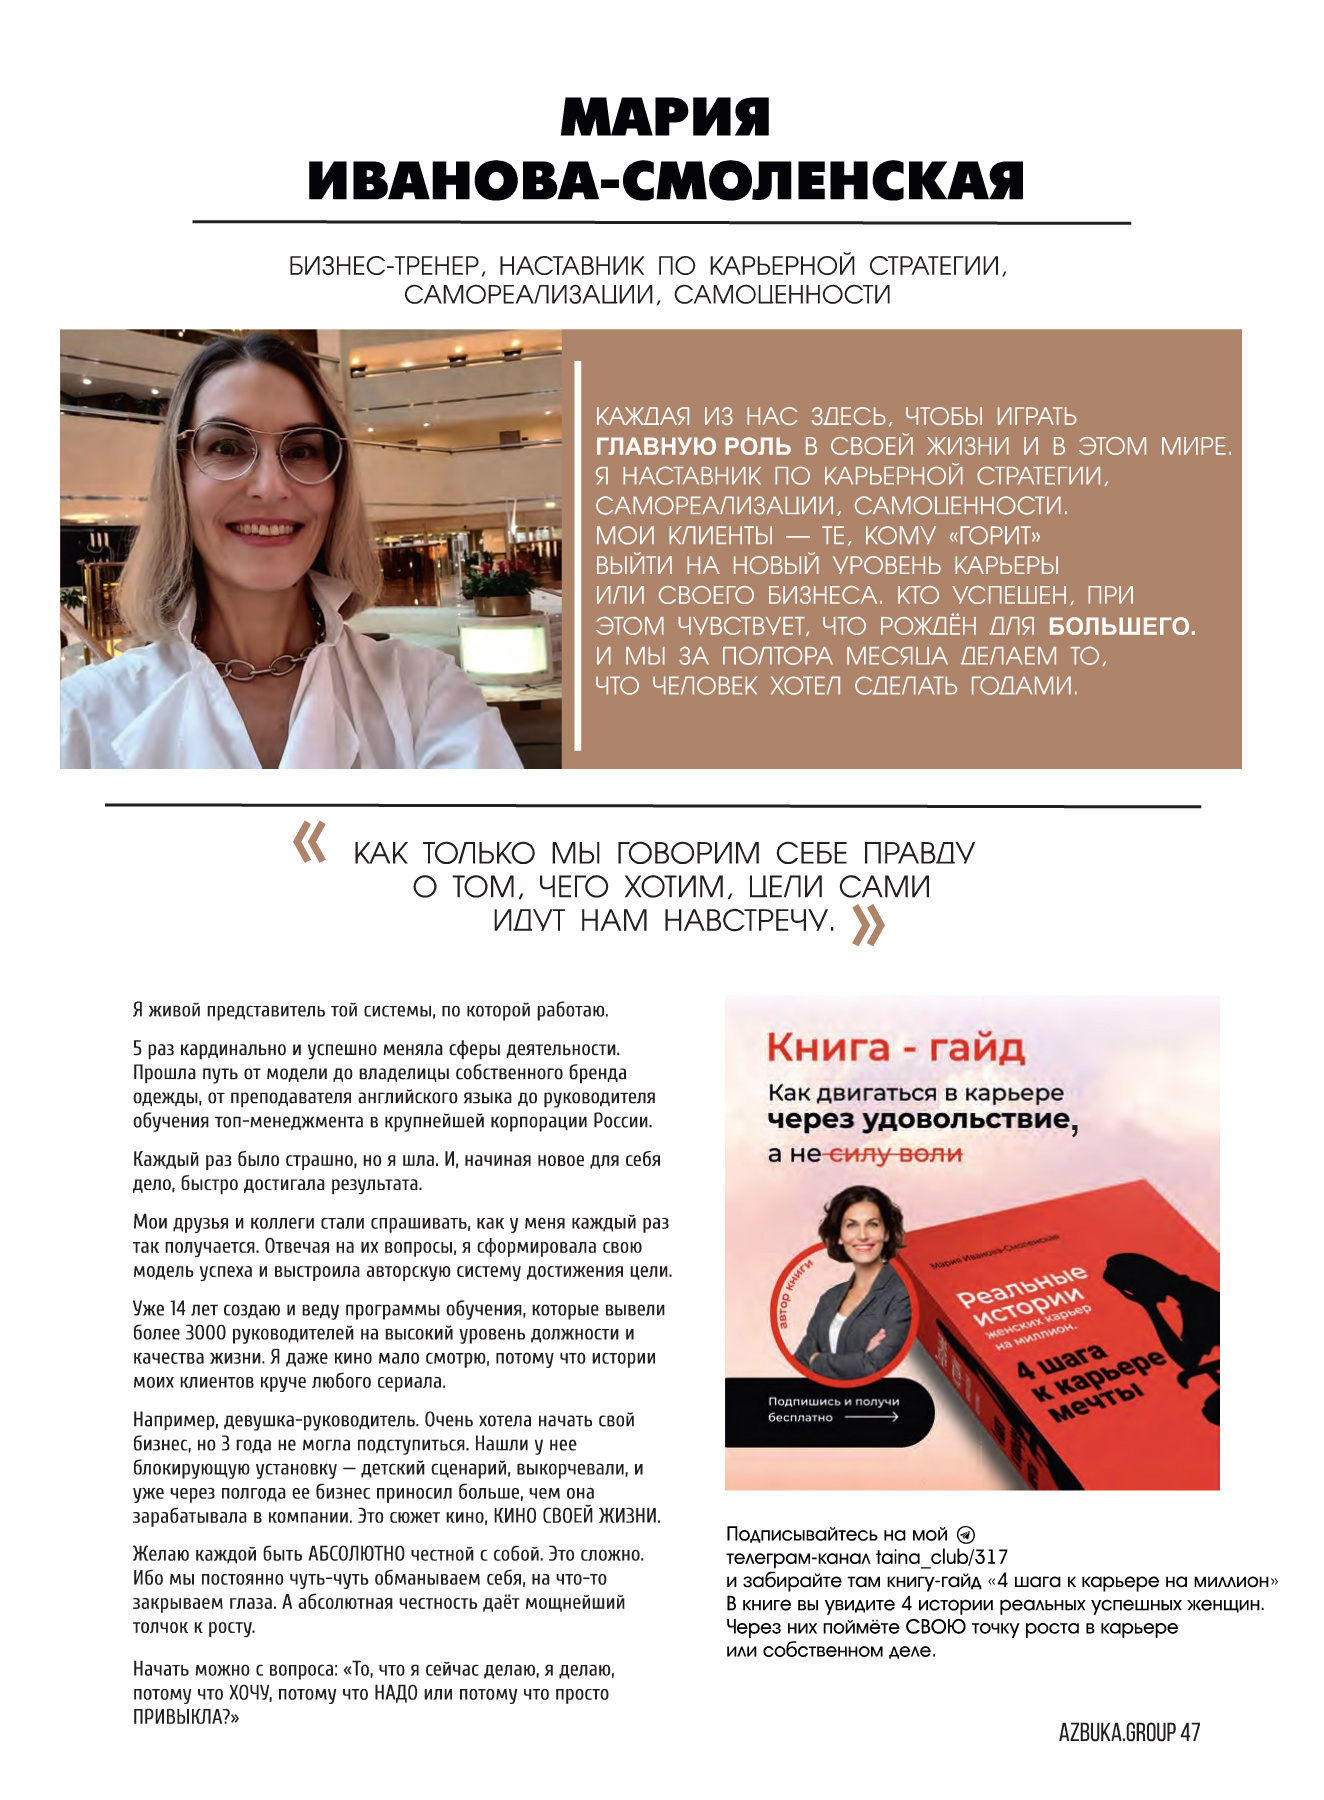 МАРИЯ
ИВАНОВА-СМОЛЕНСКАЯ
БИЗНЕС-ТРЕНЕР, НАСТАВНИК ПО КАРЬЕРНОЙ СТРАТЕГИИ,
САМОРЕАЛИЗАЦИИ, САМОЦЕННОСТИ
КАЖДАЯ ИЗ НАС ЗДЕСЬ, ЧТОБЫ ИГРАТЬ
ГЛАВНУЮ РОЛЬ В СВОЕЙ ЖИЗНИ И В ЭТОМ МИРЕ.
Я НАСТАВНИК ПО КАРЬЕРНОЙ СТРАТЕГИИ,
САМОРЕАЛИЗАЦИИ, САМОЦЕННОСТИ.
МОИ КЛИЕНТЫ — ТЕ, КОМУ «ГОРИТ»
ВЫЙТИ НА НОВЫЙ УРОВЕНЬ КАРЬЕРЫ
ИЛИ СВОЕГО БИЗНЕСА. КТО УСПЕШЕН, ПРИ
ЭТОМ ЧУВСТВУЕТ, ЧТО РОЖДЁН ДЛЯ БОЛЬШЕГО.
И МЫ ЗА ПОЛТОРА МЕСЯЦА ДЕЛАЕМ ТО,
ЧТО ЧЕЛОВЕК ХОТЕЛ СДЕЛАТЬ ГОДАМИ.
« КАК ТОЛЬКО МЫ ГОВОРИМ СЕБЕ ПРАВДУ
О ТОМ, ЧЕГО ХОТИМ, ЦЕЛИ САМИ
ИДУТ НАМ НАВСТРЕЧУ. »
Я живой представитель той системы, по которой работаю.
5 раз кардинально и успешно меняла сферы деятельности.
Прошла путь от модели до владелицы собственного бренда
одежды, от преподавателя английского языка до руководителя
обучения топ-менеджмента в крупнейшей корпорации России.
Каждый раз было страшно, но я шла. И, начиная новое для себя
дело, быстро достигала результата.
Мои друзья и коллеги стали спрашивать, как у меня каждый раз
так получается. Отвечая на их вопросы, я сформировала свою
модель успеха и выстроила авторскую систему достижения цели.
Уже 14 лет создаю и веду программы обучения, которые вывели
более 3000 руководителей на высокий уровень должности и
качества жизни. Я даже кино мало смотрю, потому что истории
моих клиентов круче любого сериала.
Например, девушка-руководитель. Очень хотела начать свой
бизнес, но 3 года не могла подступиться. Нашли у нее
блокирующую установку — детский сценарий, выкорчевали, и
уже через полгода ее бизнес приносил больше, чем она
зарабатывала в компании. Это сюжет кино, КИНО СВОЕЙ ЖИЗНИ.
Желаю каждой быть АБСОЛЮТНО честной с собой. Это сложно.
Ибо мы постоянно чуть-чуть обманываем себя, на что-то
закрываем глаза. А абсолютная честность даёт мощнейший
толчок к росту.
Начать можно с вопроса: «То, что я сейчас делаю, я делаю,
потому что ХОЧУ, потому что НАДО или потому что просто
ПРИВЫКЛА?»
Книга - гайд
Как двигаться в карьере
через удовольствие,
а не силу воли
автор книги
Мария Иванова-Смоленская
Реальные
истории
женских карьер
на миллион.
4 шага
к карьере
мечты
Подпишись и получи
бесплатно
Подписывайтесь на мой
телеграм-канал taina_club/317
и забирайте там книгу-гайд «4 шага к карьере на миллион»
В книге вы увидите 4 истории реальных успешных женщин.
Через них поймёте СВОЮ точку роста в карьере
или собственном деле.
AZBUKA.GROUP 47